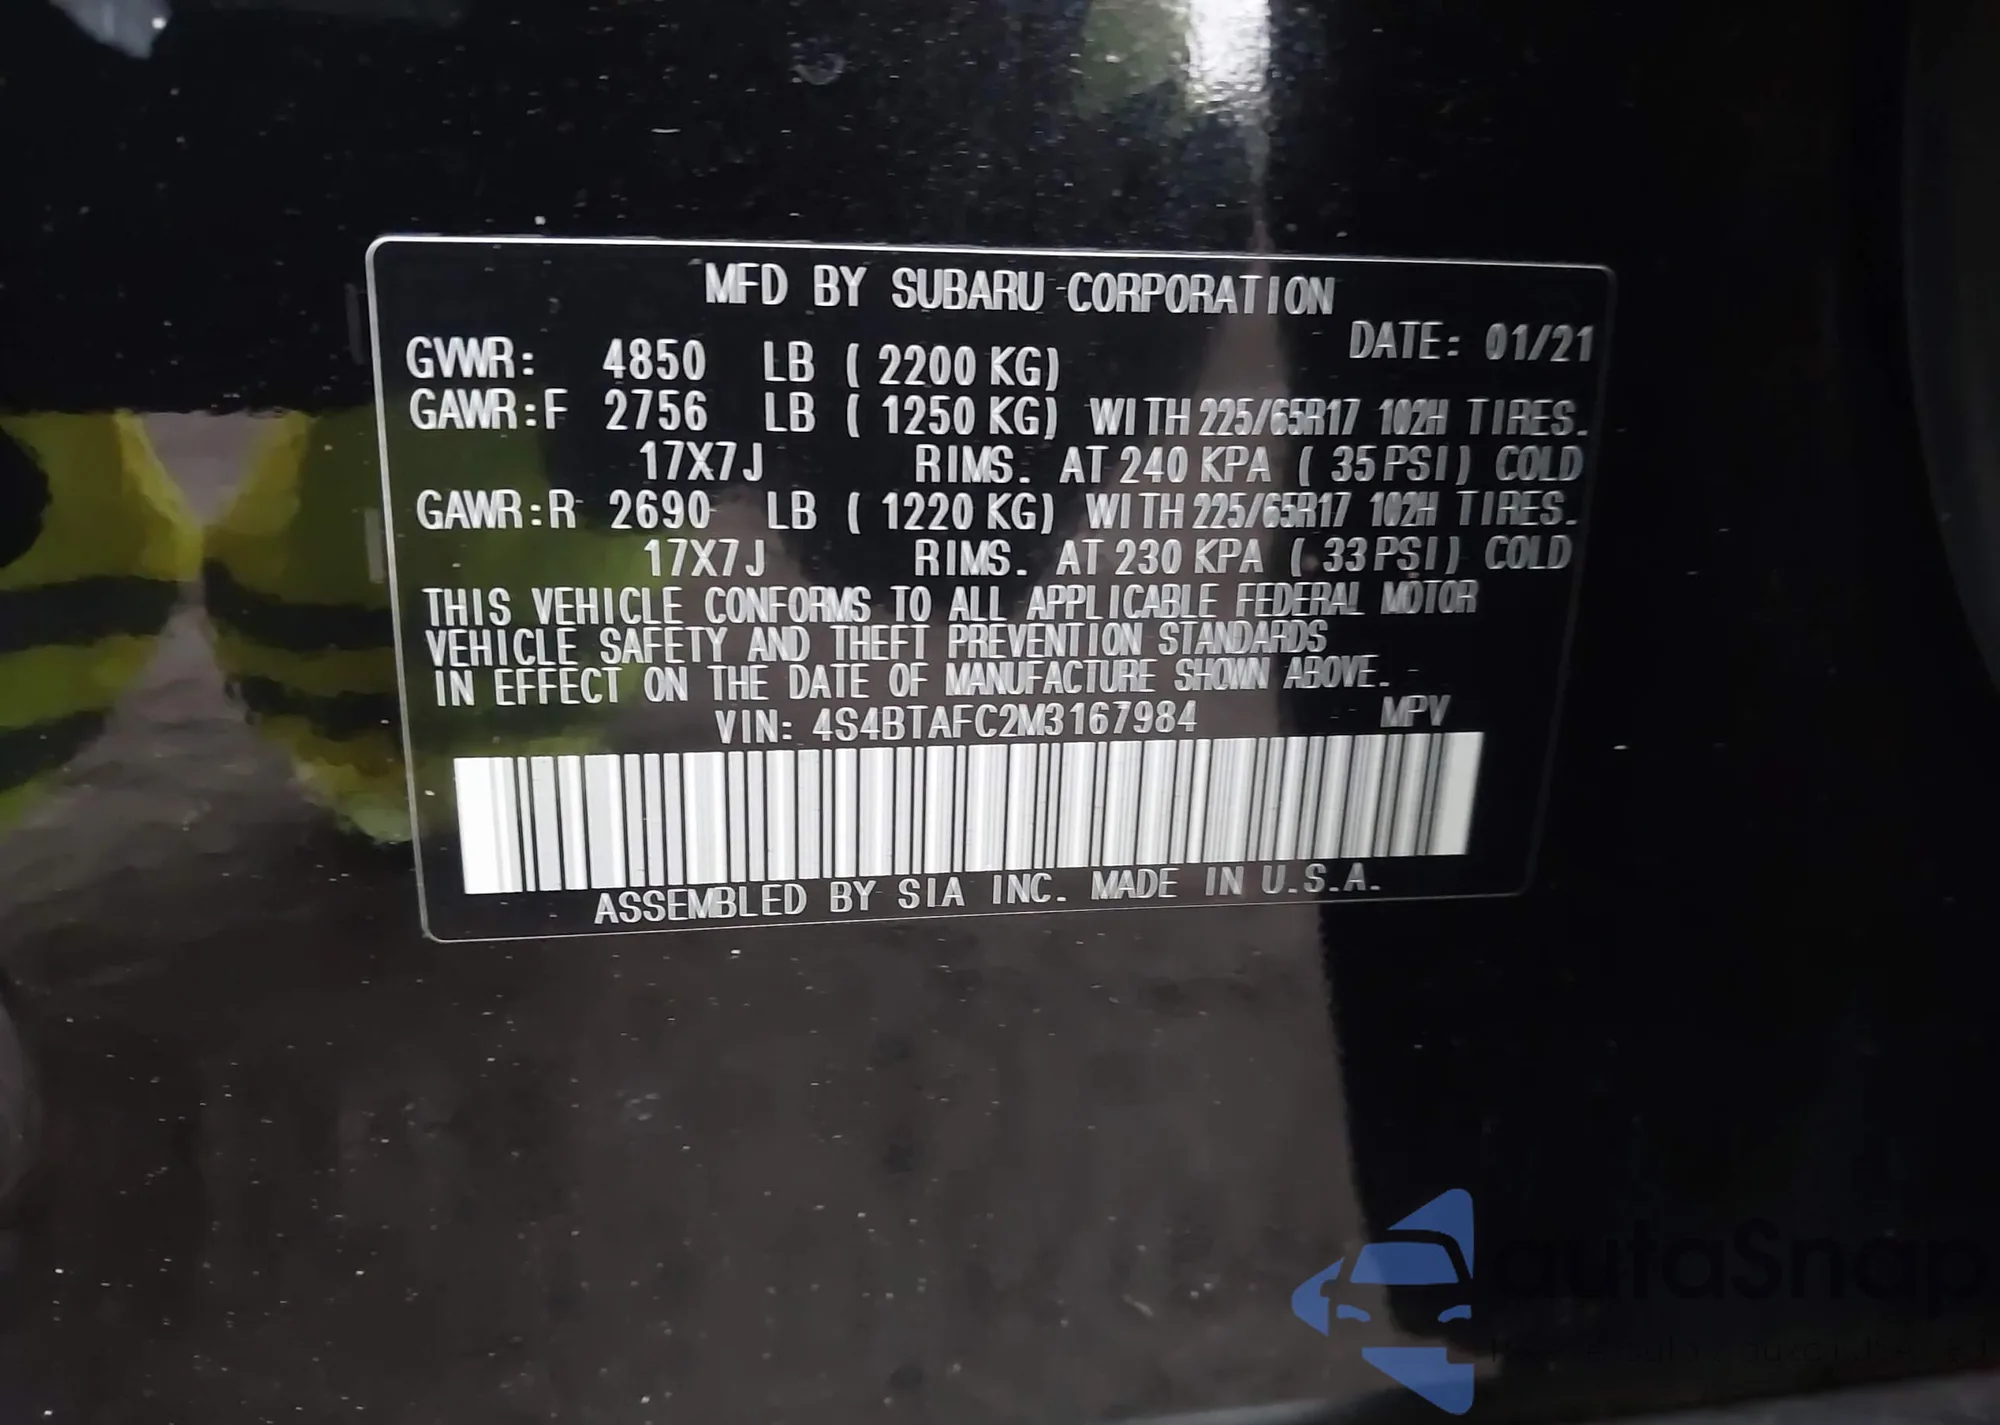 MFD BY SUBARU CORPORATION
DATE: 01/21
GVWR: 4850 LB ( 2200 KG)
GAWR:F 2756 LB ( 1250 KG) WITH 225/65R17 102H TIRES.
17X7J RIMS. AT 240 KPA ( 35 PSI) COLD
GAWR:R 2690 LB ( 1220 KG) WITH 225/65R17 102H TIRES.
17X7J RIMS. AT 230 KPA ( 33 PSI) COLD
THIS VEHICLE CONFORMS TO ALL APPLICABLE FEDERAL MOTOR
VEHICLE SAFETY AND THEFT PREVENTION STANDARDS
IN EFFECT ON THE DATE OF MANUFACTURE SHOWN ABOVE.
VIN: 4S4BTAFC2M3167984 MPV
ASSEMBLED BY SIA INC. MADE IN U.S.A.
autoSnap